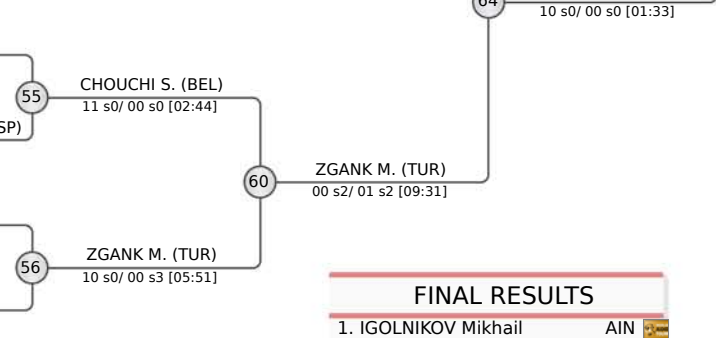 64
10 s0/ 00 s0 [01:33]
CHOUCHI S. (BEL)
55
11 s0/ 00 s0 [02:44]
SP)
ZGANK M. (TUR)
60
00 s2/ 01 s2 [09:31]
ZGANK M. (TUR)
56
10 s0/ 00 s3 [05:51]
FINAL RESULTS
1. IGOLNIKOV Mikhail AIN